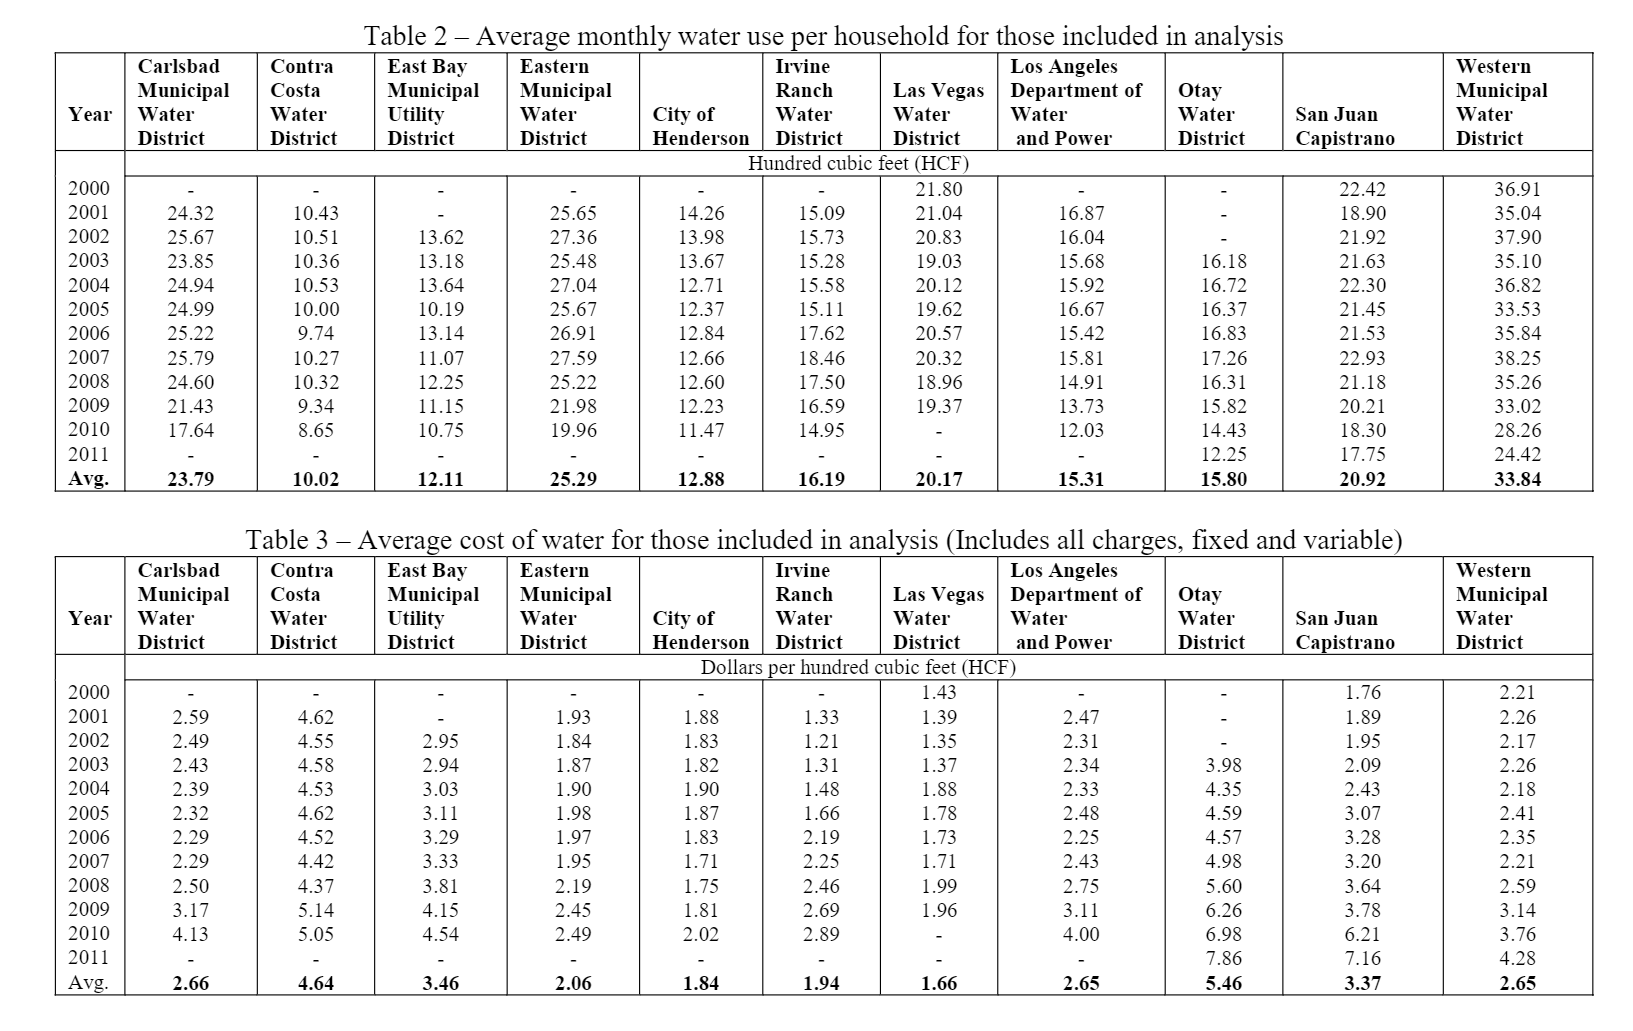 Table 2 – Average monthly water use per household for those included in analysis
Year Carlsbad Municipal Water District Contra Costa Water District East Bay Municipal Utility District Eastern Municipal Water District City of Henderson Irvine Ranch Water District Las Vegas Water District Los Angeles Department of Water and Power Otay Water District San Juan Capistrano Western Municipal Water District
Hundred cubic feet (HCF)
2000 - - - - - - 21.80 - - 22.42 36.91
2001 24.32 10.43 - 25.65 14.26 15.09 21.04 16.87 - 18.90 35.04
2002 25.67 10.51 13.62 27.36 13.98 15.73 20.83 16.04 - 21.92 37.90
2003 23.85 10.36 13.18 25.48 13.67 15.28 19.03 15.68 16.18 21.63 35.10
2004 24.94 10.53 13.64 27.04 12.71 15.58 20.12 15.92 16.72 22.30 36.82
2005 24.99 10.00 10.19 25.67 12.37 15.11 19.62 16.67 16.37 21.45 33.53
2006 25.22 9.74 13.14 26.91 12.84 17.62 20.57 15.42 16.83 21.53 35.84
2007 25.79 10.27 11.07 27.59 12.66 18.46 20.32 15.81 17.26 22.93 38.25
2008 24.60 10.32 12.25 25.22 12.60 17.50 18.96 14.91 16.31 21.18 35.26
2009 21.43 9.34 11.15 21.98 12.23 16.59 19.37 13.73 15.82 20.21 33.02
2010 17.64 8.65 10.75 19.96 11.47 14.95 - 12.03 14.43 18.30 28.26
2011 - - - - - - - - 12.25 17.75 24.42
Avg. 23.79 10.02 12.11 25.29 12.88 16.19 20.17 15.31 15.80 20.92 33.84
Table 3 – Average cost of water for those included in analysis (Includes all charges, fixed and variable)
Year Carlsbad Municipal Water District Contra Costa Water District East Bay Municipal Utility District Eastern Municipal Water District City of Henderson Irvine Ranch Water District Las Vegas Water District Los Angeles Department of Water and Power Otay Water District San Juan Capistrano Western Municipal Water District
Dollars per hundred cubic feet (HCF)
2000 - - - - - - 1.43 - - 1.76 2.21
2001 2.59 4.62 - 1.93 1.88 1.33 1.39 2.47 - 1.89 2.26
2002 2.49 4.55 2.95 1.84 1.83 1.21 1.35 2.31 - 1.95 2.17
2003 2.43 4.58 2.94 1.87 1.82 1.31 1.37 2.34 3.98 2.09 2.26
2004 2.39 4.53 3.03 1.90 1.90 1.48 1.88 2.33 4.35 2.43 2.18
2005 2.32 4.62 3.11 1.98 1.87 1.66 1.78 2.48 4.59 3.07 2.41
2006 2.29 4.52 3.29 1.97 1.83 2.19 1.73 2.25 4.57 3.28 2.35
2007 2.29 4.42 3.33 1.95 1.71 2.25 1.71 2.43 4.98 3.20 2.21
2008 2.50 4.37 3.81 2.19 1.75 2.46 1.99 2.75 5.60 3.64 2.59
2009 3.17 5.14 4.15 2.45 1.81 2.69 1.96 3.11 6.26 3.78 3.14
2010 4.13 5.05 4.54 2.49 2.02 2.89 - 4.00 6.98 6.21 3.76
2011 - - - - - - - - 7.86 7.16 4.28
Avg. 2.66 4.64 3.46 2.06 1.84 1.94 1.66 2.65 5.46 3.37 2.65